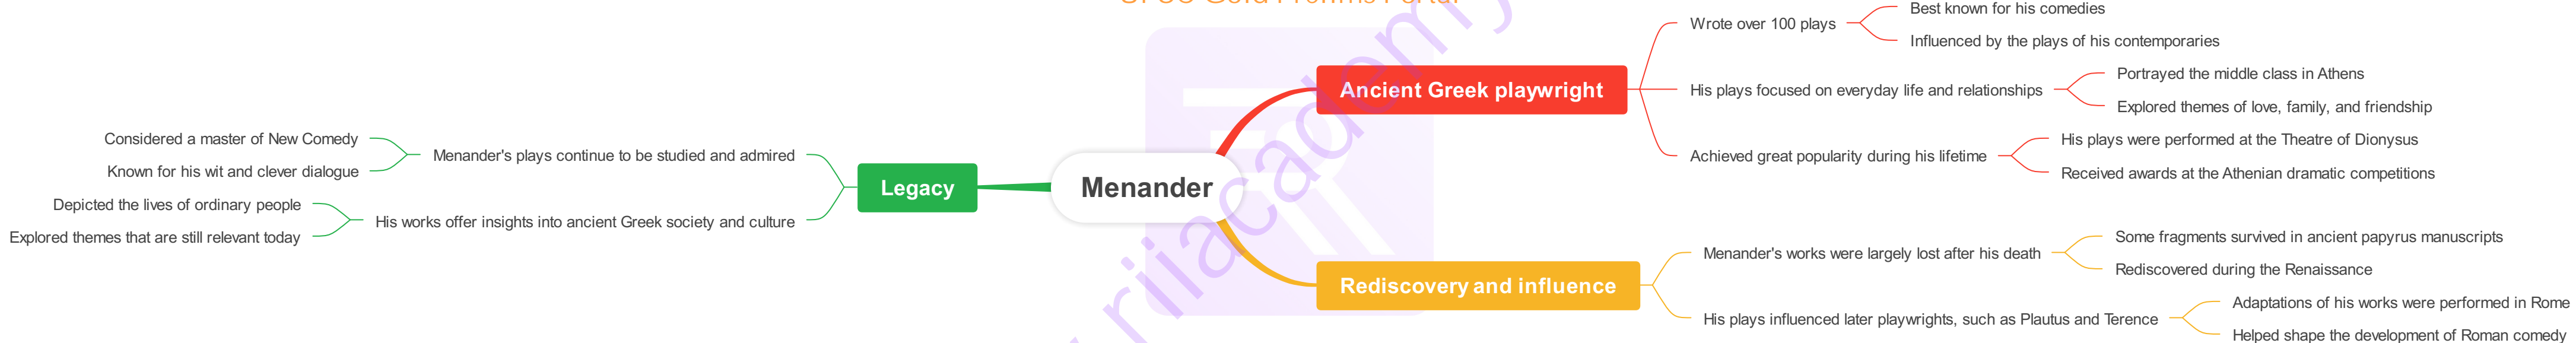 Menander
Ancient Greek playwright
Wrote over 100 plays
Best known for his comedies
Influenced by the plays of his contemporaries
His plays focused on everyday life and relationships
Portrayed the middle class in Athens
Explored themes of love, family, and friendship
Achieved great popularity during his lifetime
His plays were performed at the Theatre of Dionysus
Received awards at the Athenian dramatic competitions
Rediscovery and influence
Menander's works were largely lost after his death
Some fragments survived in ancient papyrus manuscripts
Rediscovered during the Renaissance
His plays influenced later playwrights, such as Plautus and Terence
Adaptations of his works were performed in Rome
Helped shape the development of Roman comedy
Legacy
Menander's plays continue to be studied and admired
Considered a master of New Comedy
Known for his wit and clever dialogue
His works offer insights into ancient Greek society and culture
Depicted the lives of ordinary people
Explored themes that are still relevant today